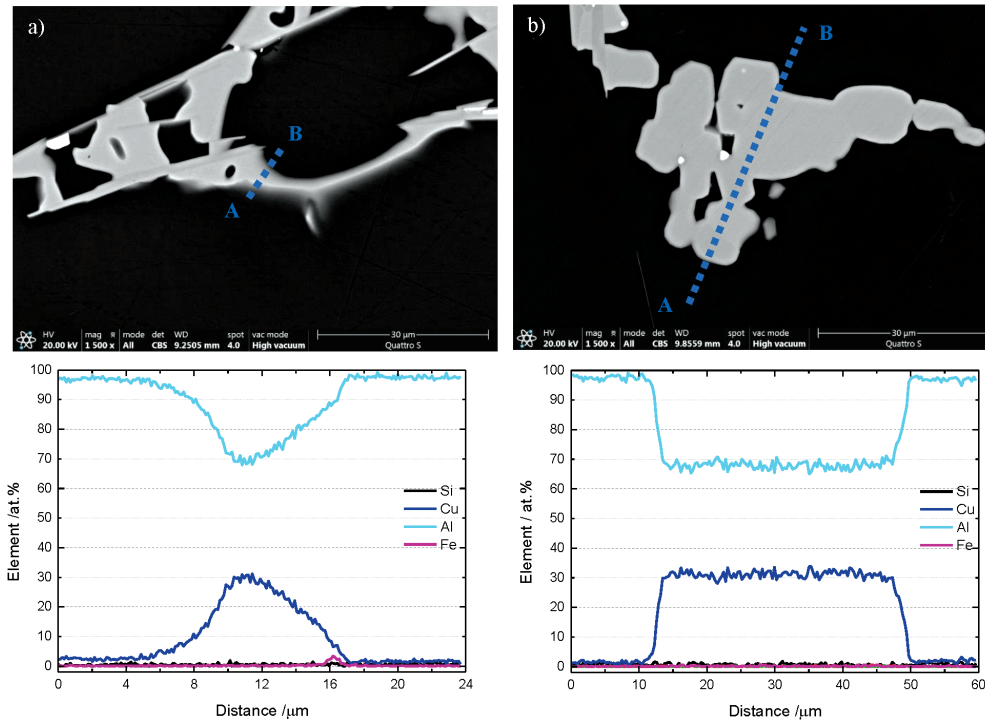 a)
B
A
HV mag ⌗ mode det WD spot vac mode
20.00 kV 1 500 x All CBS 9.2505 mm 4.0 High vacuum
30 µm
Quattro S
b)
B
A
HV mag ⌗ mode det WD spot vac mode
20.00 kV 1 500 x All CBS 9.8559 mm 4.0 High vacuum
30 µm
Quattro S
Element /at.%
100
90
80
70
60
50
40
30
20
10
0
Si
Cu
Al
Fe
0 4 8 12 16 20 24
Distance /µm
Element / at.%
100
90
80
70
60
50
40
30
20
10
0
Si
Cu
Al
Fe
0 10 20 30 40 50 60
Distance /µm